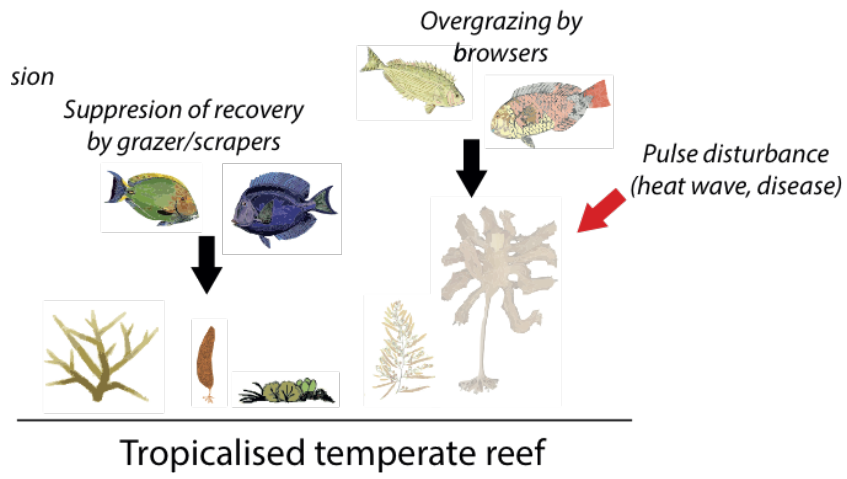 Overgrazing by
browsers
sion
Suppresion of recovery
by grazer/scrapers
Pulse disturbance
(heat wave, disease)
Tropicalised temperate reef